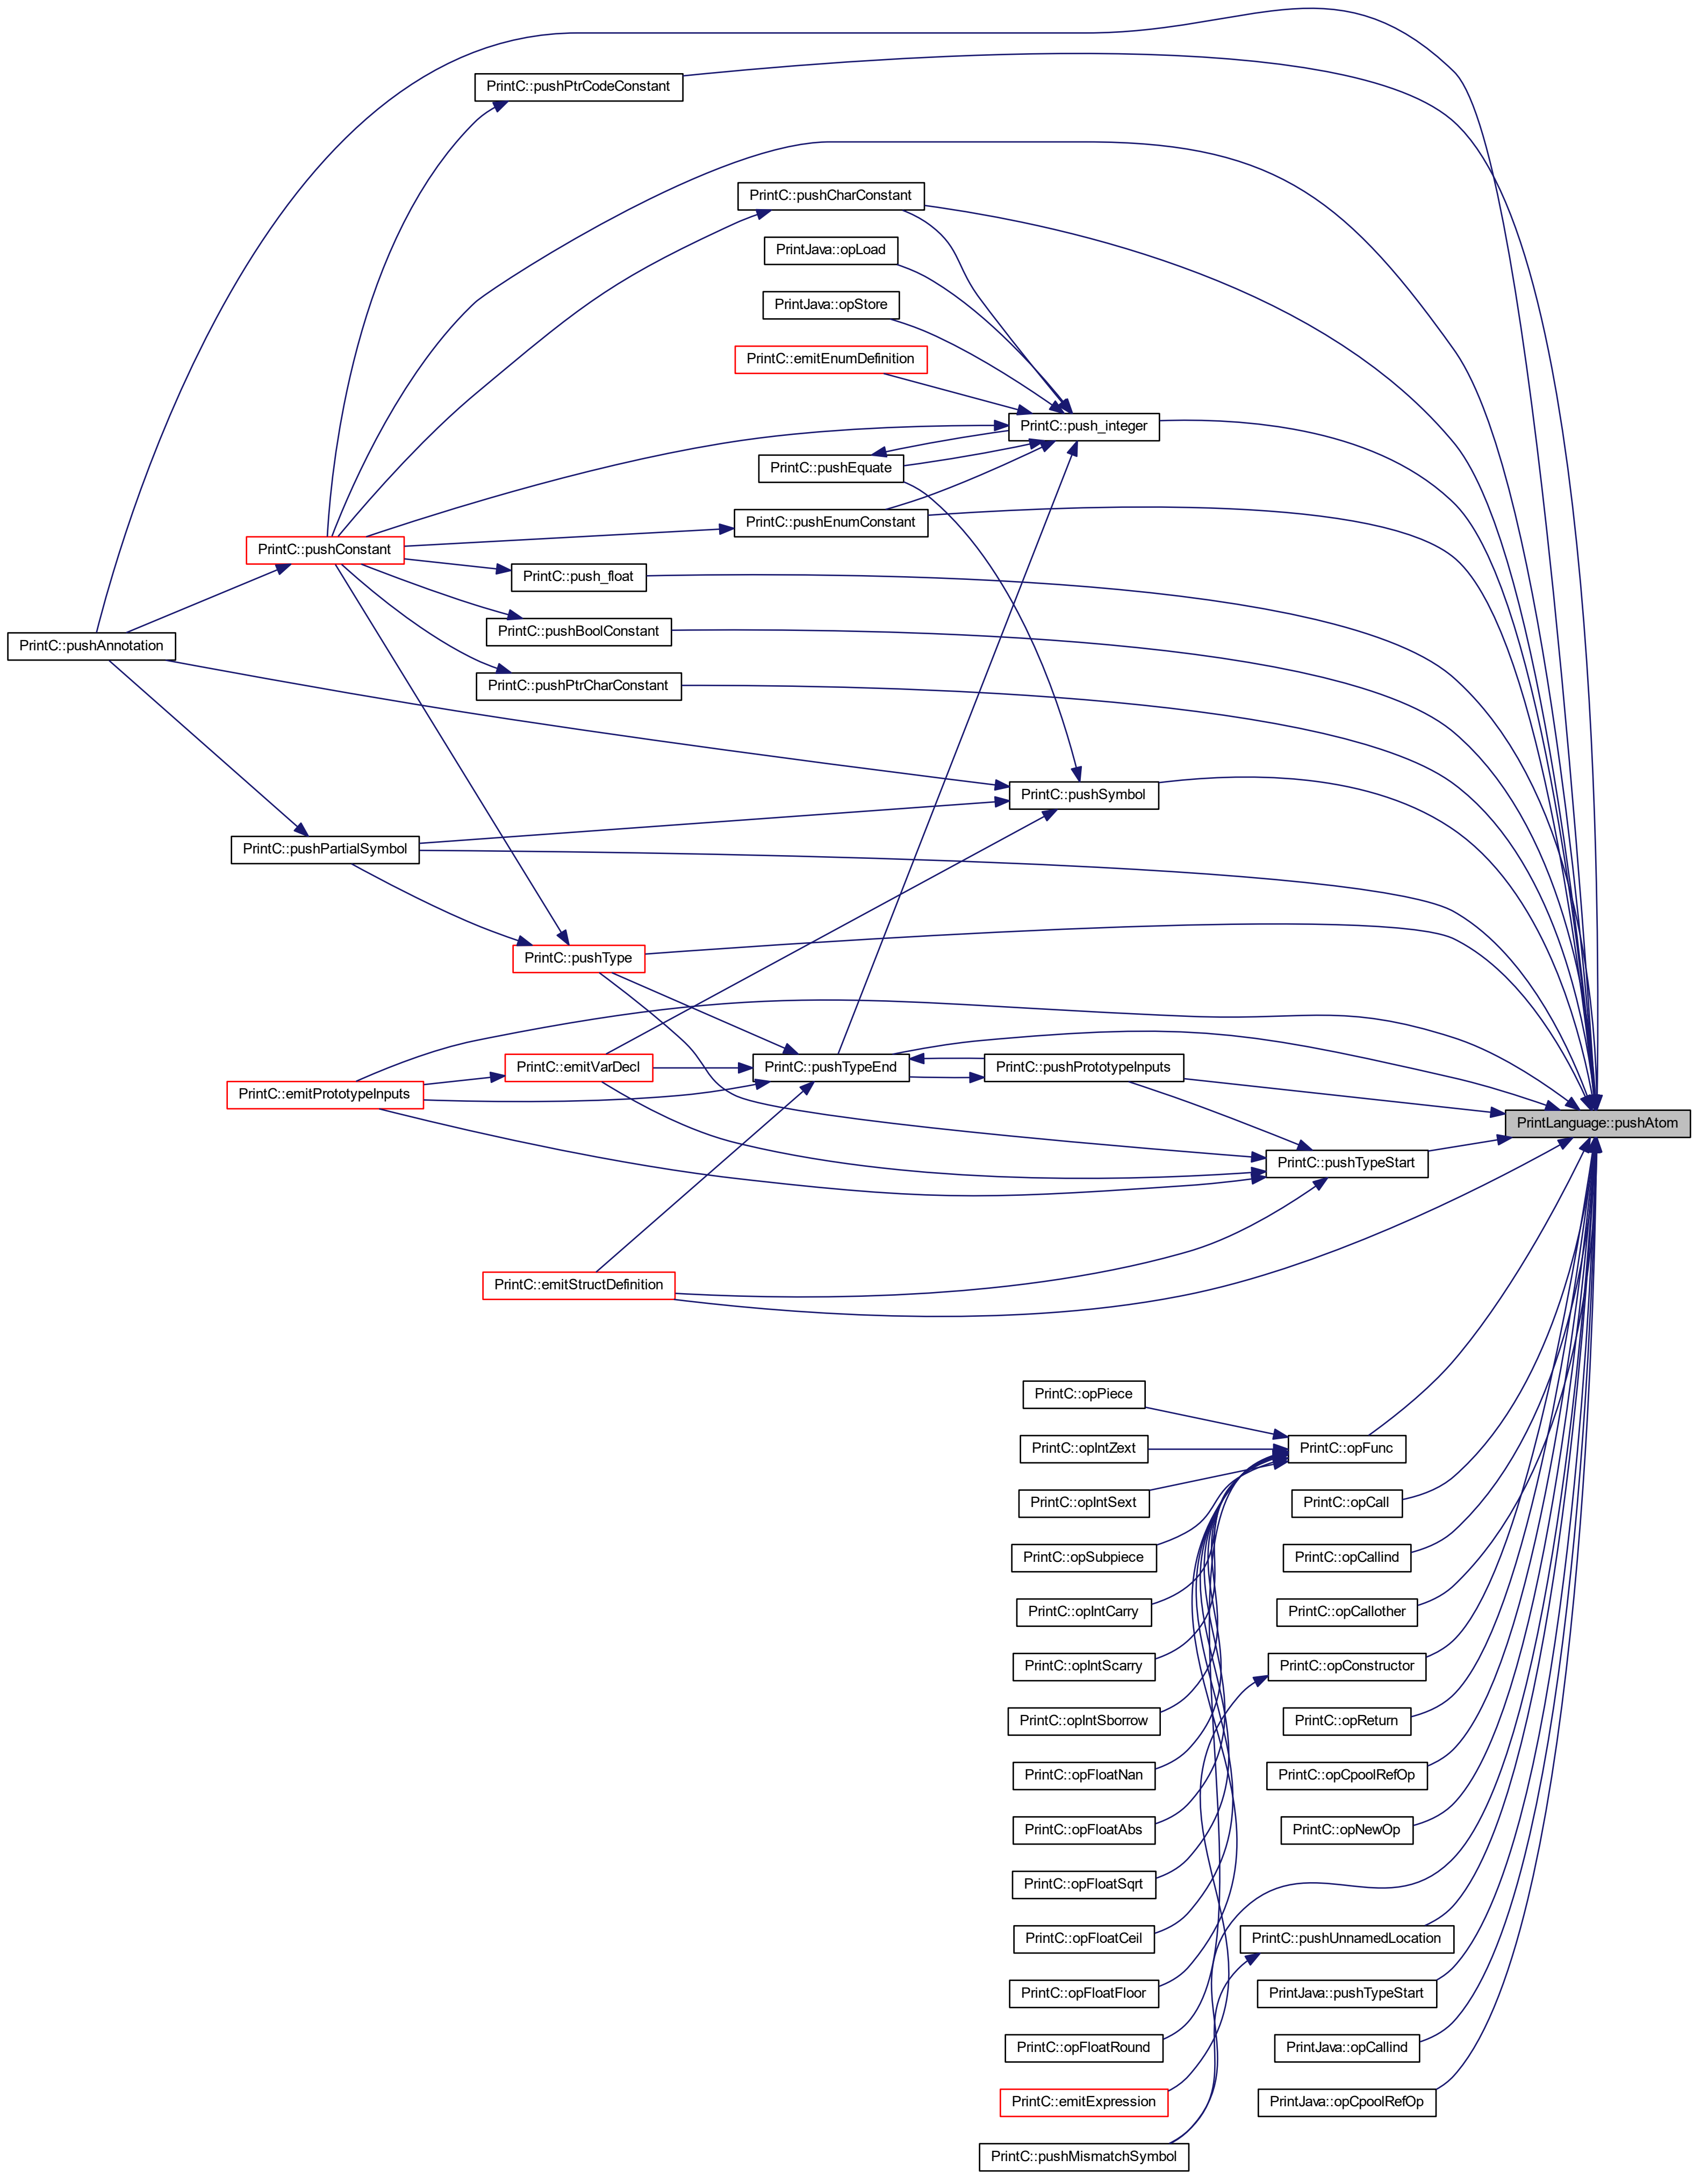 PrintC::pushPtrCodeConstant
PrintC::pushCharConstant
PrintJava::opLoad
PrintJava::opStore
PrintC::emitEnumDefinition
PrintC::push_integer
PrintC::pushEquate
PrintC::pushEnumConstant
PrintC::pushConstant
PrintC::push_float
PrintC::pushBoolConstant
PrintC::pushAnnotation
PrintC::pushPtrCharConstant
PrintC::pushSymbol
PrintC::pushPartialSymbol
PrintC::pushType
PrintC::emitVarDecl
PrintC::pushTypeEnd
PrintC::pushPrototypeInputs
PrintC::emitPrototypeInputs
PrintLanguage::pushAtom
PrintC::pushTypeStart
PrintC::emitStructDefinition
PrintC::opPiece
PrintC::opIntZext
PrintC::opFunc
PrintC::opIntSext
PrintC::opCall
PrintC::opSubpiece
PrintC::opCallind
PrintC::opIntCarry
PrintC::opCallother
PrintC::opIntScarry
PrintC::opConstructor
PrintC::opIntSborrow
PrintC::opReturn
PrintC::opFloatNan
PrintC::opCpoolRefOp
PrintC::opFloatAbs
PrintC::opNewOp
PrintC::opFloatSqrt
PrintC::opFloatCeil
PrintC::pushUnnamedLocation
PrintC::opFloatFloor
PrintJava::pushTypeStart
PrintC::opFloatRound
PrintJava::opCallind
PrintC::emitExpression
PrintJava::opCpoolRefOp
PrintC::pushMismatchSymbol